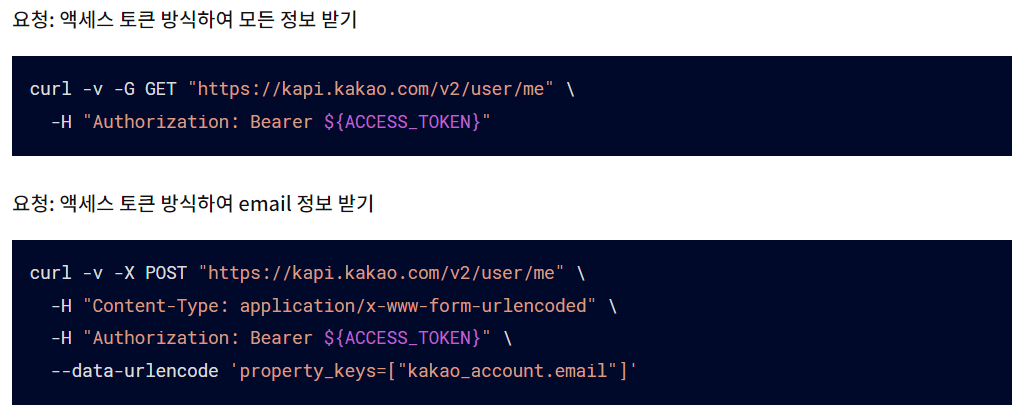 요청: 액세스 토큰 방식하여 모든 정보 받기
curl -v -G GET "https://kapi.kakao.com/v2/user/me" \
-H "Authorization: Bearer ${ACCESS_TOKEN}"
요청: 액세스 토큰 방식하여 email 정보 받기
curl -v -X POST "https://kapi.kakao.com/v2/user/me" \
-H "Content-Type: application/x-www-form-urlencoded" \
-H "Authorization: Bearer ${ACCESS_TOKEN}" \
--data-urlencode 'property_keys=["kakao_account.email"]'